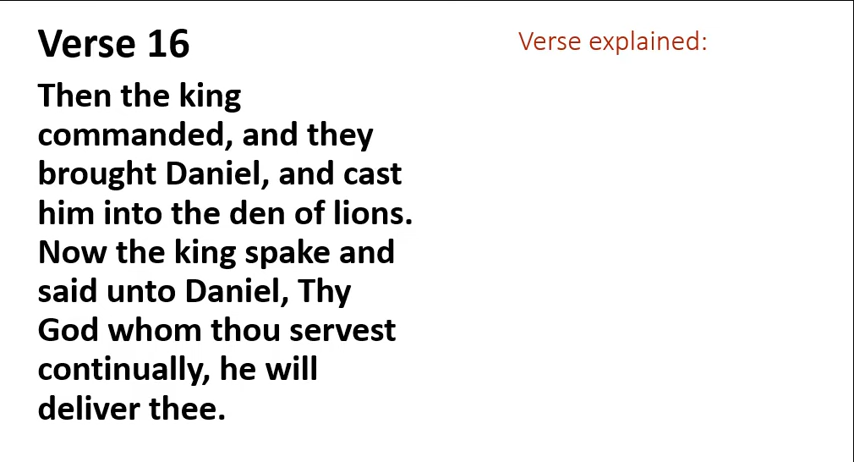 Verse 16
Verse explained:
Then the king
commanded, and they
brought Daniel, and cast
him into the den of lions.
Now the king spake and
said unto Daniel, Thy
God whom thou servest
continually, he will
deliver thee.